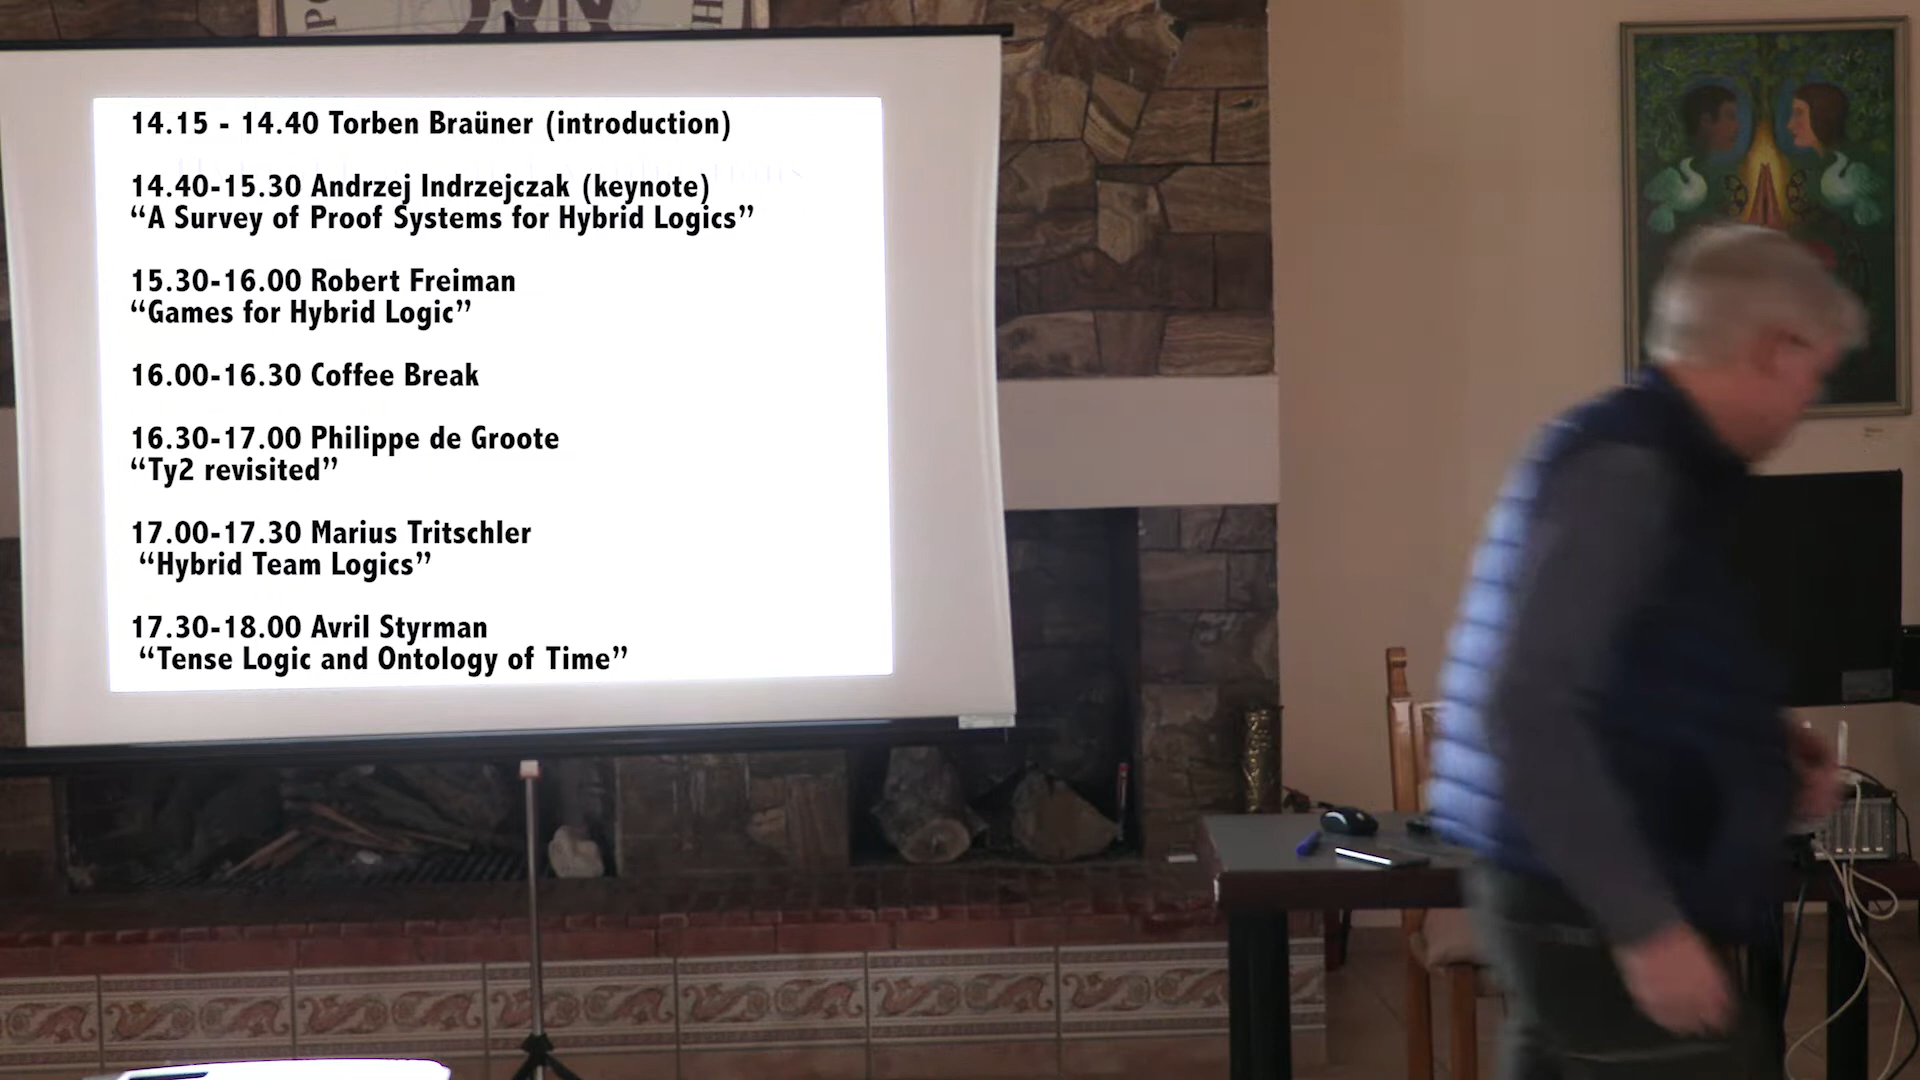 14.15 - 14.40 Torben Braüner (introduction)
14.40-15.30 Andrzej Indrzejczak (keynote)
“A Survey of Proof Systems for Hybrid Logics”
15.30-16.00 Robert Freiman
“Games for Hybrid Logic”
16.00-16.30 Coffee Break
16.30-17.00 Philippe de Groote
“Ty2 revisited”
17.00-17.30 Marius Tritschler
“Hybrid Team Logics”
17.30-18.00 Avril Styrman
“Tense Logic and Ontology of Time”